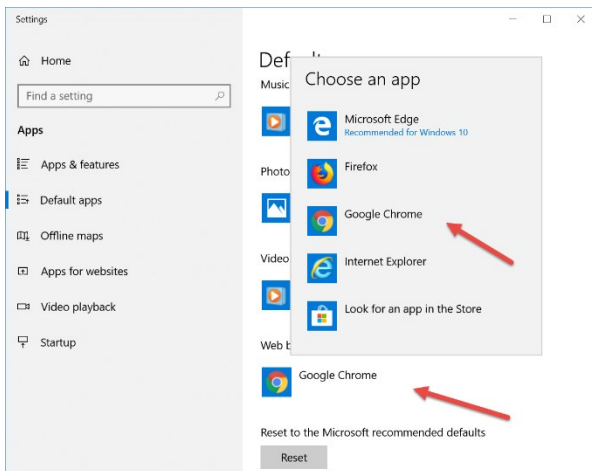 Settings
Home
Find a setting
Apps
Apps & features
Default apps
Offline maps
Apps for websites
Video playback
Startup
Music
Photo
Video
Web b
Google Chrome
Reset to the Microsoft recommended defaults
Reset
Choose an app
Microsoft Edge
Recommended for Windows 10
Firefox
Google Chrome
Internet Explorer
Look for an app in the Store